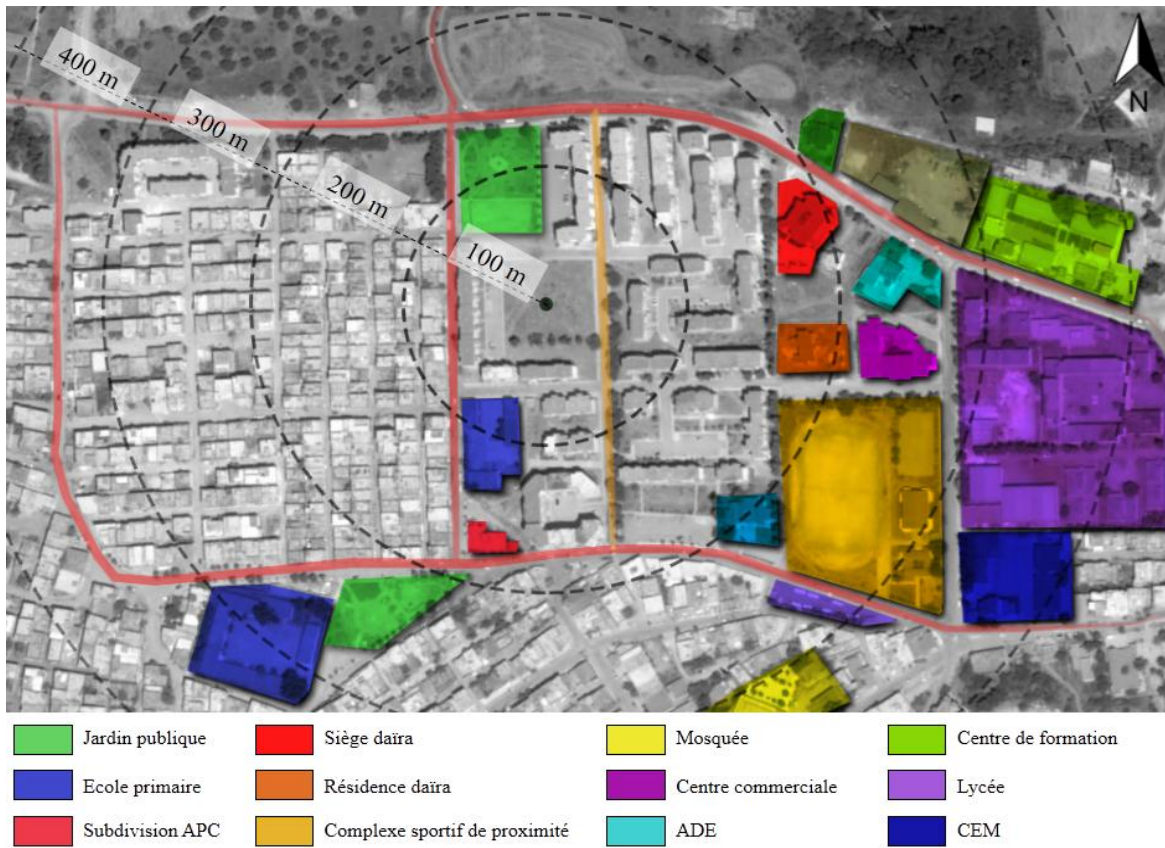 400 m
300 m
200 m
100 m
N
Jardin publique
Siège daïra
Mosquée
Centre de formation
Ecole primaire
Résidence daïra
Centre commerciale
Lycée
Subdivision APC
Complexe sportif de proximité
ADE
CEM